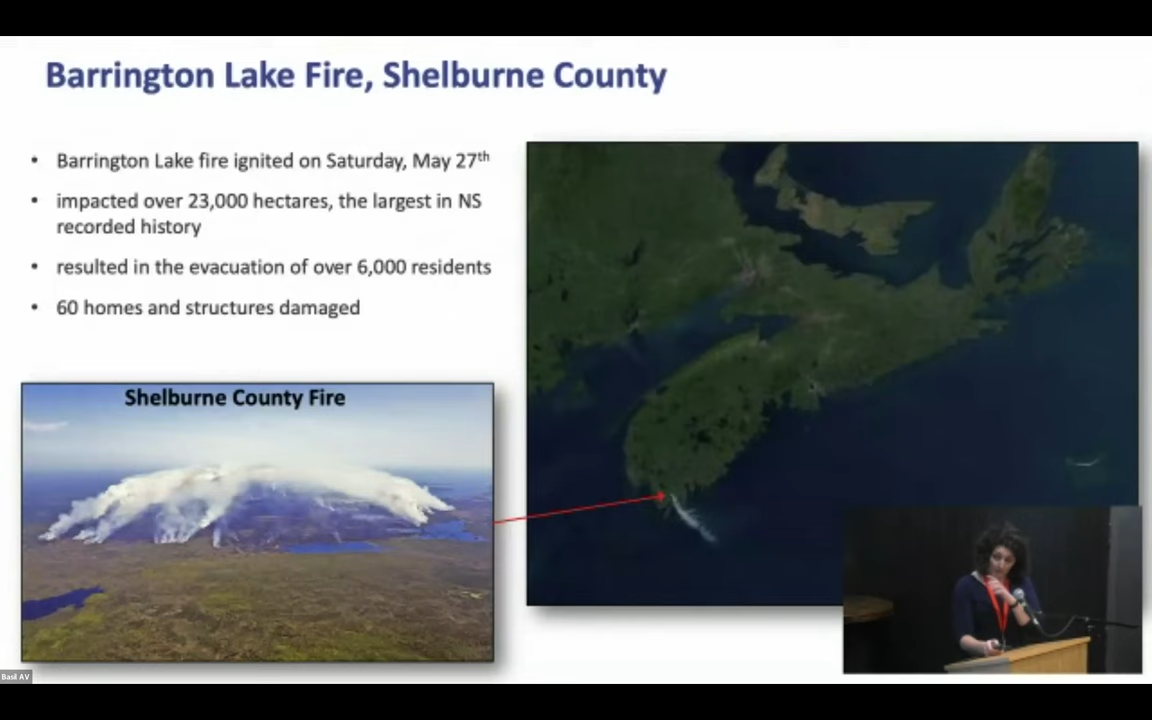 Barrington Lake Fire, Shelburne County
• Barrington Lake fire ignited on Saturday, May 27th
• impacted over 23,000 hectares, the largest in NS
recorded history
• resulted in the evacuation of over 6,000 residents
• 60 homes and structures damaged
Shelburne County Fire
Basil AV